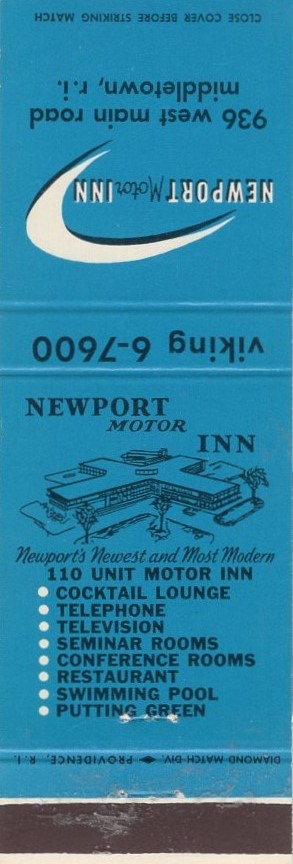 CLOSE COVER BEFORE STRIKING MATCH
936 west main road
middletown, r.i.
NEWPORT Motor INN
viking 6-7600
NEWPORT
MOTOR
INN
Newport's Newest and Most Modern
110 UNIT MOTOR INN
● COCKTAIL LOUNGE
● TELEPHONE
● TELEVISION
● SEMINAR ROOMS
● CONFERENCE ROOMS
● RESTAURANT
● SWIMMING POOL
● PUTTING GREEN
DIAMOND MATCH DIV. ◆ PROVIDENCE, R. I.